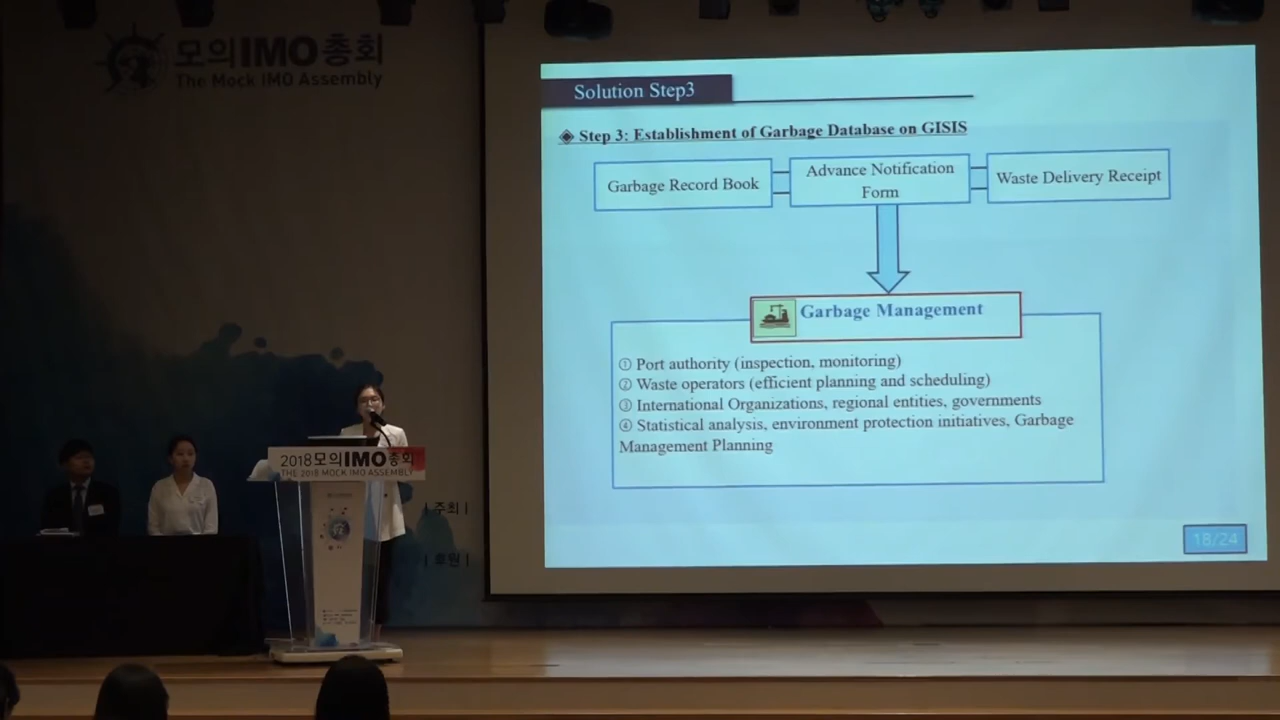 모의IMO총회
The Mock IMO Assembly
Solution Step3
Step 3: Establishment of Garbage Database on GISIS
Garbage Record Book
Advance Notification
Form
Waste Delivery Receipt
Garbage Management
① Port authority (inspection, monitoring)
② Waste operators (efficient planning and scheduling)
③ International Organizations, regional entities, governments
④ Statistical analysis, environment protection initiatives, Garbage
Management Planning
18/24
2018모의IMO총회
THE 2018 MOCK IMO ASSEMBLY
| 주최 |
| 후원 |